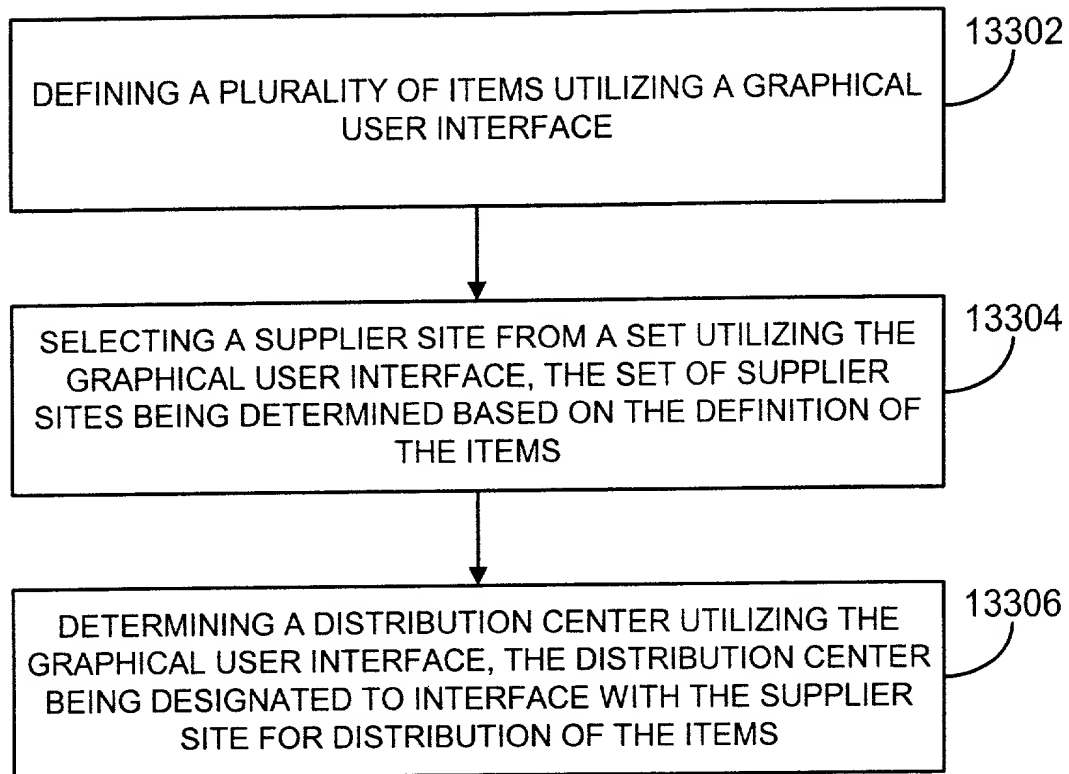 13302
DEFINING A PLURALITY OF ITEMS UTILIZING A GRAPHICAL
USER INTERFACE
13304
SELECTING A SUPPLIER SITE FROM A SET UTILIZING THE
GRAPHICAL USER INTERFACE, THE SET OF SUPPLIER
SITES BEING DETERMINED BASED ON THE DEFINITION OF
THE ITEMS
13306
DETERMINING A DISTRIBUTION CENTER UTILIZING THE
GRAPHICAL USER INTERFACE, THE DISTRIBUTION CENTER
BEING DESIGNATED TO INTERFACE WITH THE SUPPLIER
SITE FOR DISTRIBUTION OF THE ITEMS